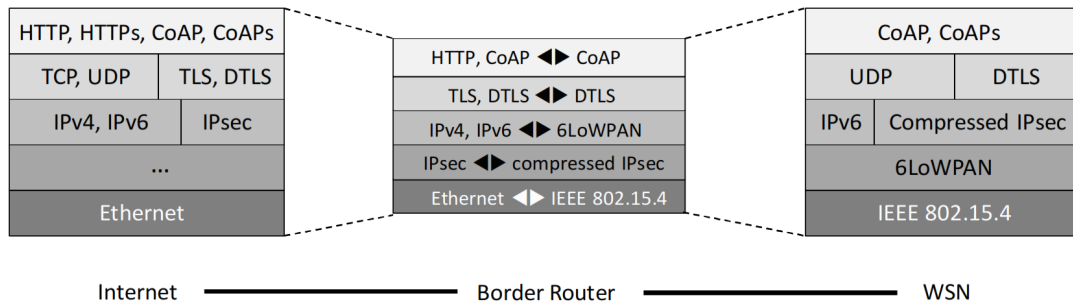 HTTP, HTTPs, CoAP, CoAPs
TCP, UDP
TLS, DTLS
IPv4, IPv6
IPsec
...
Ethernet
HTTP, CoAP ◀▶ CoAP
TLS, DTLS ◀▶ DTLS
IPv4, IPv6 ◀▶ 6LoWPAN
IPsec ◀▶ compressed IPsec
Ethernet ◀▶ IEEE 802.15.4
CoAP, CoAPs
UDP
DTLS
IPv6
Compressed IPsec
6LoWPAN
IEEE 802.15.4
Internet
Border Router
WSN